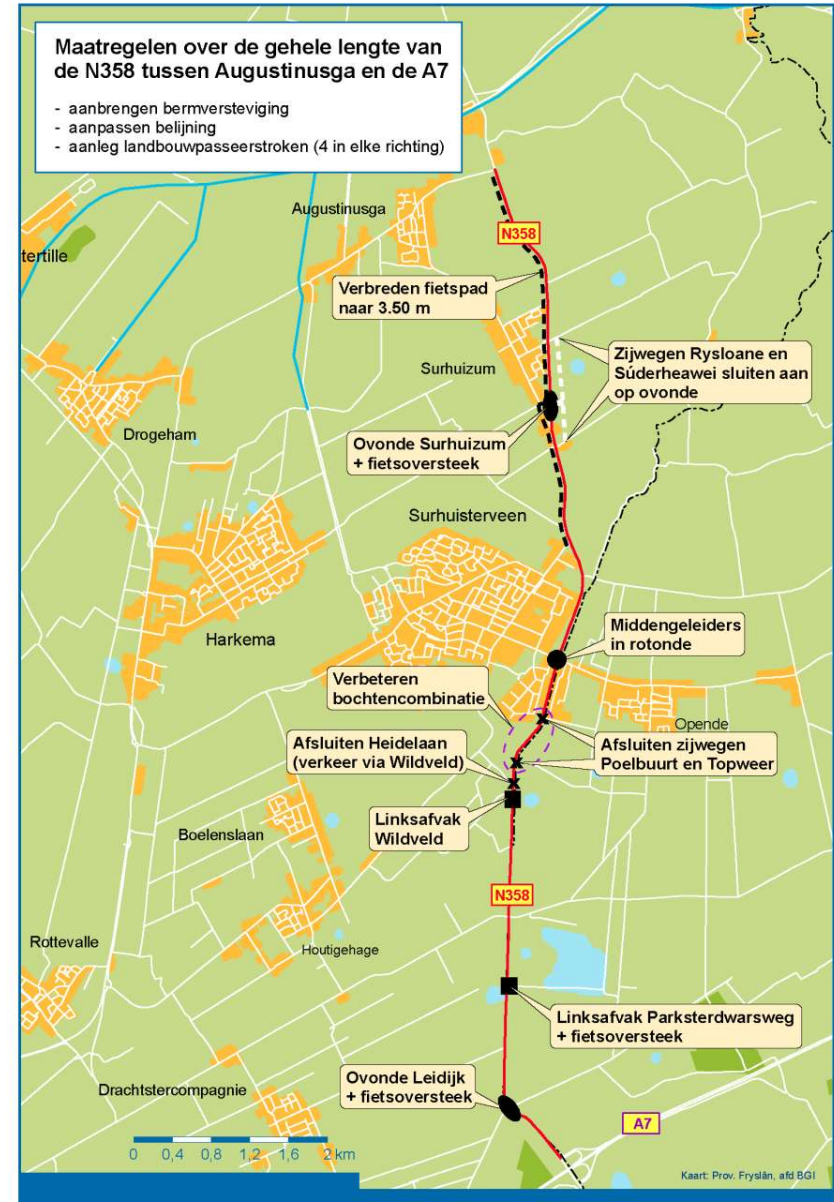 Maatregelen over de gehele lengte van
de N358 tussen Augustinusga en de A7
- aanbrengen bermversteviging
- aanpassen belijning
- aanleg landbouwpasseerstroken (4 in elke richting)
Augustinusga
N358
tertille
Verbreden fietspad
naar 3.50 m
Zijwegen Rysloane en
Súderheawei sluiten aan
op ovonde
Surhuizum
Drogeham
Ovonde Surhuizum
+ fietsoversteek
Surhuisterveen
Harkema
Middengeleiders
in rotonde
Verbeteren
bochtencombinatie
Opende
Afsluiten Heidelaan
(verkeer via Wildveld)
Afsluiten zijwegen
Poelbuurt en Topweer
Linksafvak
Wildveld
Boelenslaan
N358
Rottevalle
Houtigehage
Linksafvak Parksterdwarsweg
+ fietsoversteek
Drachtstercompagnie
Ovonde Leidijk
+ fietsoversteek
A7
0 0,4 0,8 1,2 1,6 2 km
Kaart: Prov. Fryslân, afd BGI